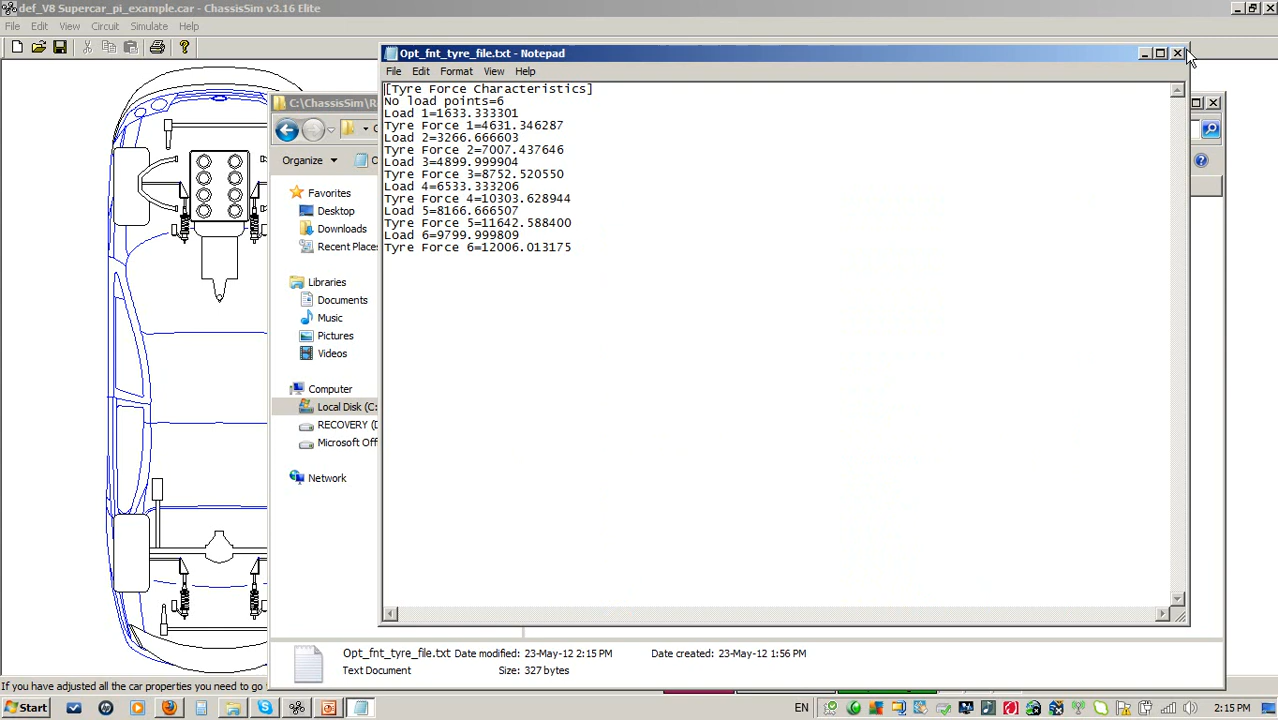 def_V8 Supercar_pi_example.car - ChassisSim v3.16 Elite
File Edit View Circuit Simulate Help
Opt_fnt_tyre_file.txt - Notepad
File Edit Format View Help
[Tyre Force Characteristics]
No load points=6
Load 1=1633.333301
Tyre Force 1=4631.346287
Load 2=3266.666603
Tyre Force 2=7007.437646
Load 3=4899.999904
Tyre Force 3=8752.520550
Load 4=6533.333206
Tyre Force 4=10303.628944
Load 5=8166.666507
Tyre Force 5=11642.588400
Load 6=9799.999809
Tyre Force 6=12006.013175
C:\ChassisSim\R
Organize
Favorites
Desktop
Downloads
Recent Places
Libraries
Documents
Music
Pictures
Videos
Computer
Local Disk (C:
RECOVERY (D
Microsoft Off
Network
Opt_fnt_tyre_file.txt Date modified: 23-May-12 2:15 PM Date created: 23-May-12 1:56 PM
Text Document Size: 327 bytes
If you have adjusted all the car properties you need to go
Start EN 2:15 PM